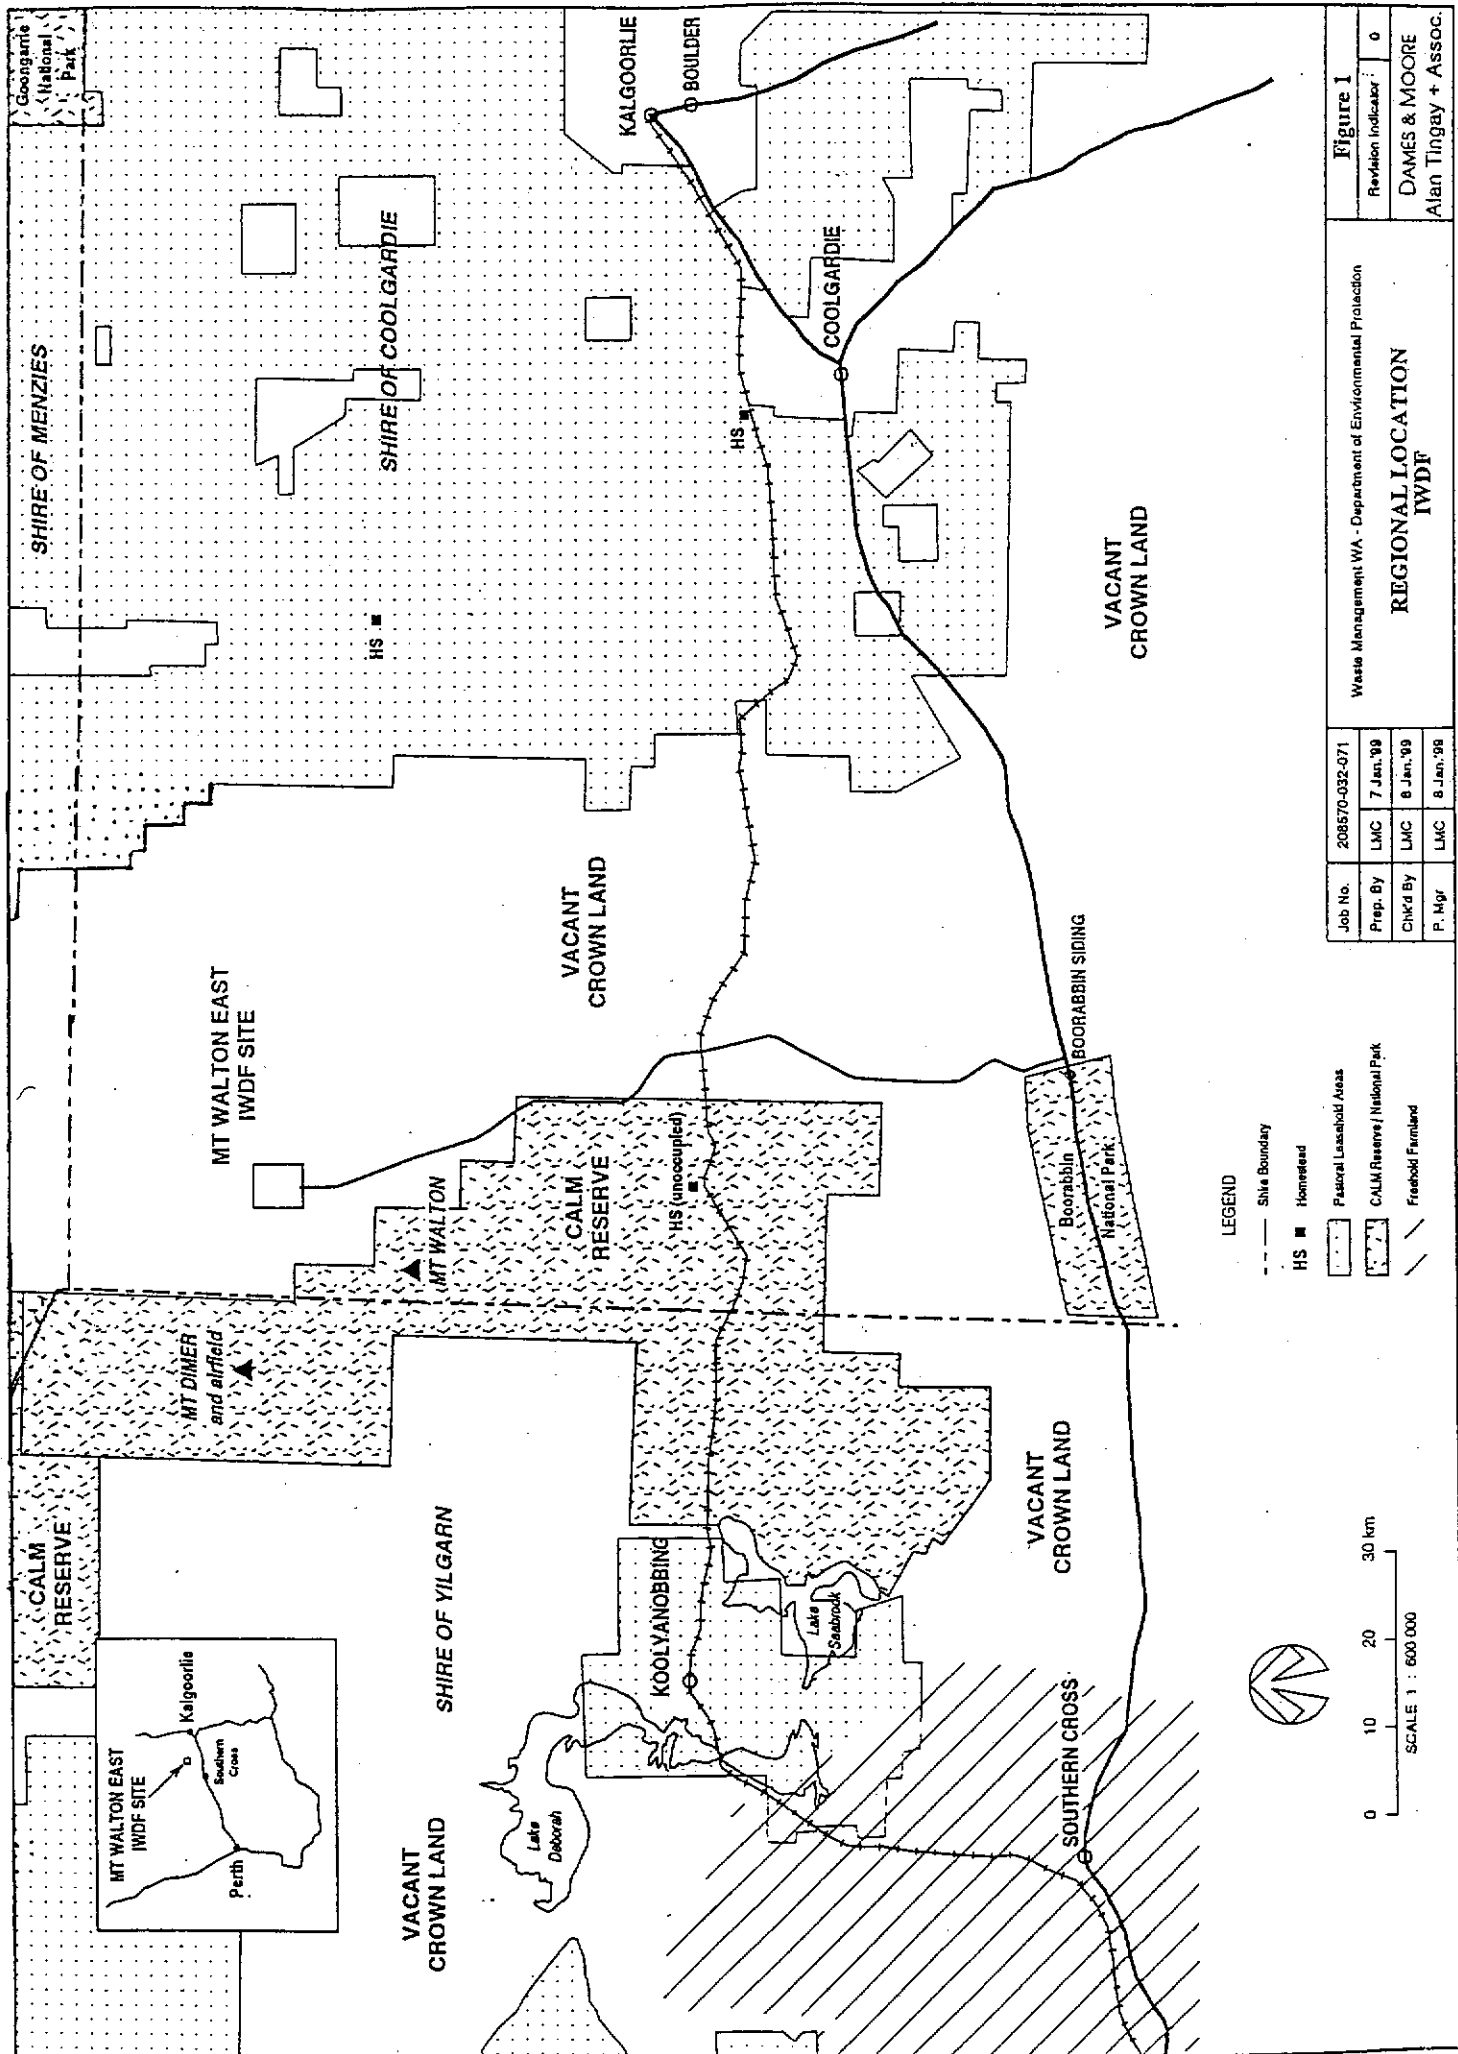 Goongarrie
National
Park
SHIRE OF MENZIES
SHIRE OF COOLGARDIE
KALGOORLIE
BOULDER
COOLGARDIE
HS
HS
VACANT
CROWN LAND
VACANT
CROWN LAND
MT WALTON EAST
IWDF SITE
BOORABBIN SIDING
Boorabbin
National Park
CALM
RESERVE
HS (unoccupied)
MT WALTON
MT DIMER
and airfield
CALM
RESERVE
SHIRE OF YILGARN
KOOLYANOBBING
Lake
Seabrook
VACANT
CROWN LAND
SOUTHERN CROSS
Lake
Deborah
VACANT
CROWN LAND
MT WALTON EAST
IWDF SITE
Kalgoorlie
Southern
Cross
Perth
LEGEND
Shire Boundary
HS Homestead
Pastoral Leasehold Areas
CALM Reserve / National Park
Freehold Farmland
0 10 20 30 km
SCALE 1 : 600 000
Job No. 208570-032-071
Prep. By LMC 7 Jan.'99
Chk'd By LMC 8 Jan.'99
P. Mgr LMC 8 Jan.'99
Waste Management WA - Department of Environmental Protection
REGIONAL LOCATION
IWDF
Figure 1
Revision Indicator 0
DAMES & MOORE
Alan Tingay + Assoc.